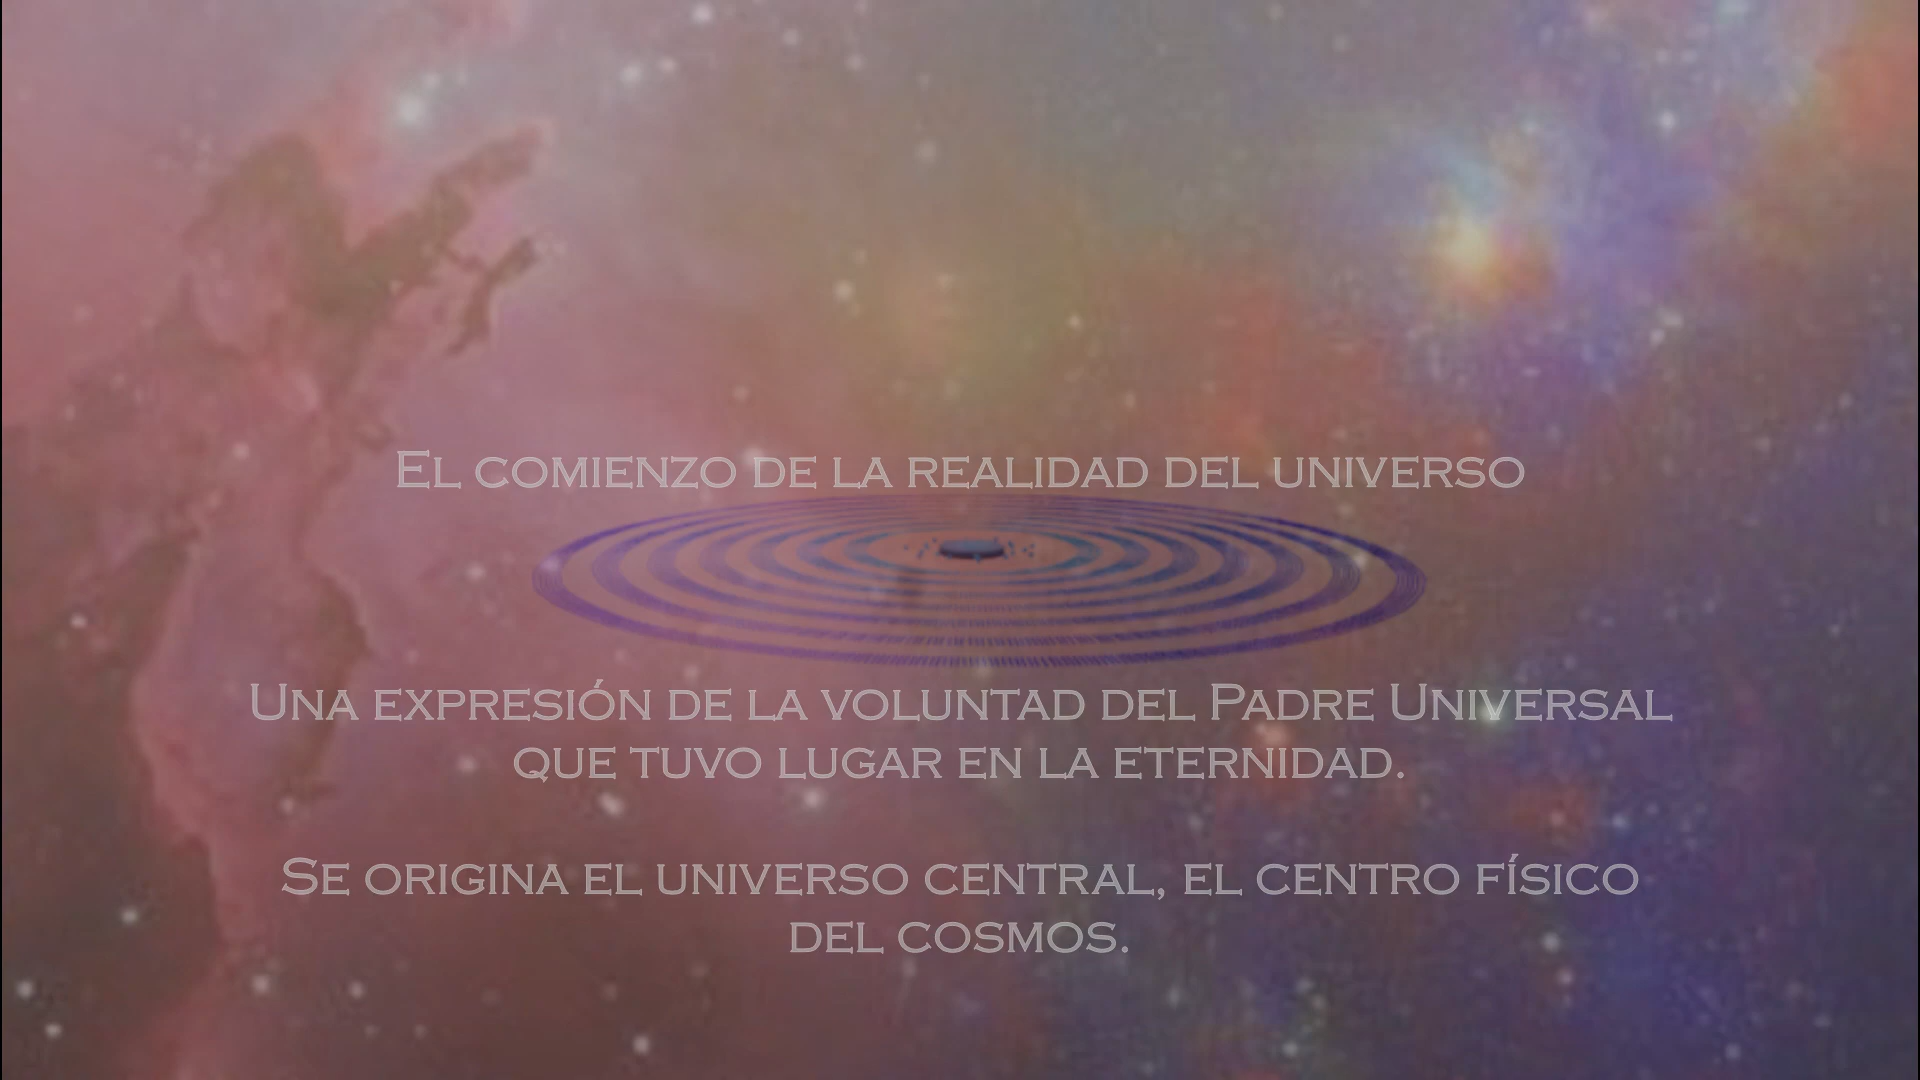 El comienzo de la realidad del universo
Una expresión de la voluntad del Padre Universal
que tuvo lugar en la eternidad.
Se origina el universo central, el centro físico
del cosmos.